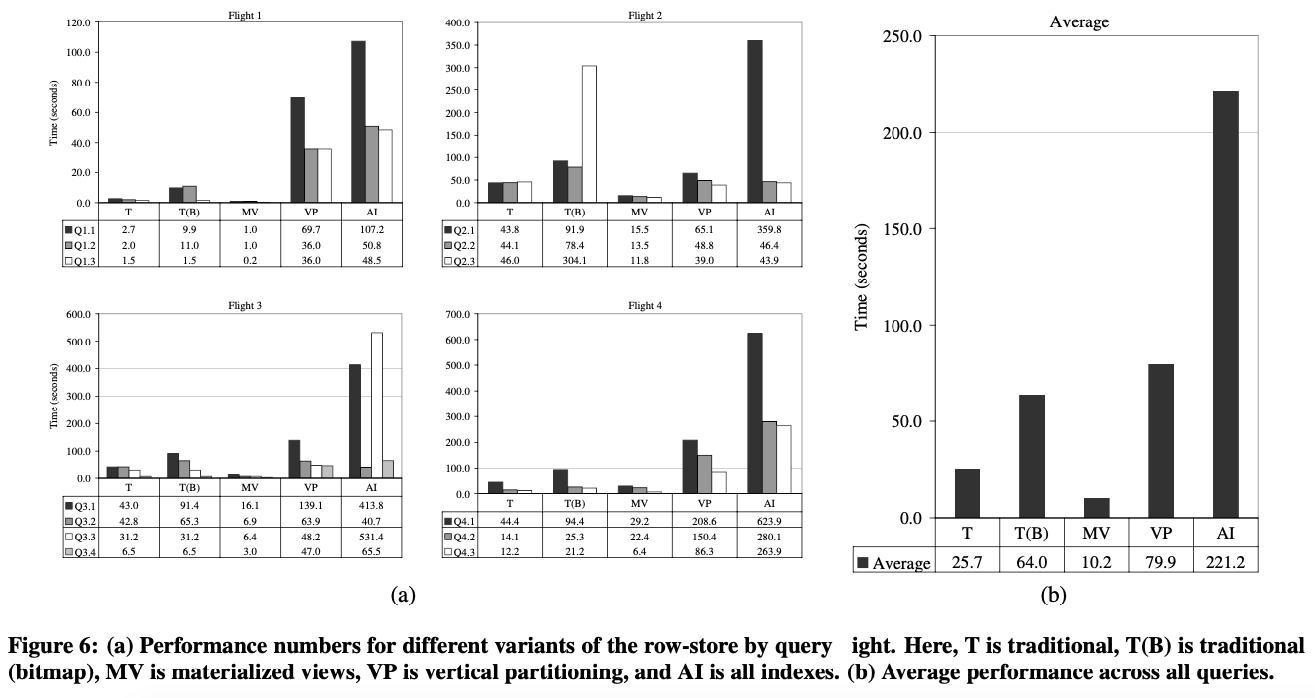 Flight 1
120.0
100.0
80.0
60.0
40.0
20.0
0.0
Time (seconds)
T T(B) MV VP AI
Q1.1 2.7 9.9 1.0 69.7 107.2
Q1.2 2.0 11.0 1.0 36.0 50.8
Q1.3 1.5 1.5 0.2 36.0 48.5
Flight 2
400.0
350.0
300.0
250.0
200.0
150.0
100.0
50.0
0.0
T T(B) MV VP AI
Q2.1 43.8 91.9 15.5 65.1 359.8
Q2.2 44.1 78.4 13.5 48.8 46.4
Q2.3 46.0 304.1 11.8 39.0 43.9
Flight 3
600.0
500.0
400.0
300.0
200.0
100.0
0.0
Time (seconds)
T T(B) MV VP AI
Q3.1 43.0 91.4 16.1 139.1 413.8
Q3.2 42.8 65.3 6.9 63.9 40.7
Q3.3 31.2 31.2 6.4 48.2 531.4
Q3.4 6.5 6.5 3.0 47.0 65.5
Flight 4
700.0
600.0
500.0
400.0
300.0
200.0
100.0
0.0
T T(B) MV VP AI
Q4.1 44.4 94.4 29.2 208.6 623.9
Q4.2 14.1 25.3 22.4 150.4 280.1
Q4.3 12.2 21.2 6.4 86.3 263.9
(a)
Average
250.0
200.0
150.0
100.0
50.0
0.0
Time (seconds)
T T(B) MV VP AI
Average 25.7 64.0 10.2 79.9 221.2
(b)
Figure 6: (a) Performance numbers for different variants of the row-store by query ight. Here, T is traditional, T(B) is traditional
(bitmap), MV is materialized views, VP is vertical partitioning, and AI is all indexes. (b) Average performance across all queries.